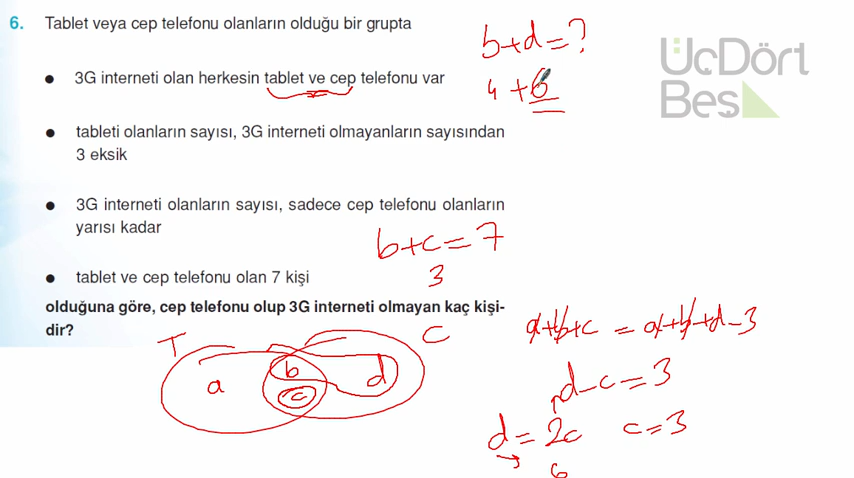 6. Tablet veya cep telefonu olanların olduğu bir grupta
• 3G interneti olan herkesin tablet ve cep telefonu var
• tableti olanların sayısı, 3G interneti olmayanların sayısından
3 eksik
• 3G interneti olanların sayısı, sadece cep telefonu olanların
yarısı kadar
• tablet ve cep telefonu olan 7 kişi
olduğuna göre, cep telefonu olup 3G interneti olmayan kaç kişi-
dir?
b+d=?
4+6
ÜçDört
Beş
b+c=7
3
T
C
a
b
c
d
a+b+c = a+b+d-3
d-c=3
d=2c c=3
6